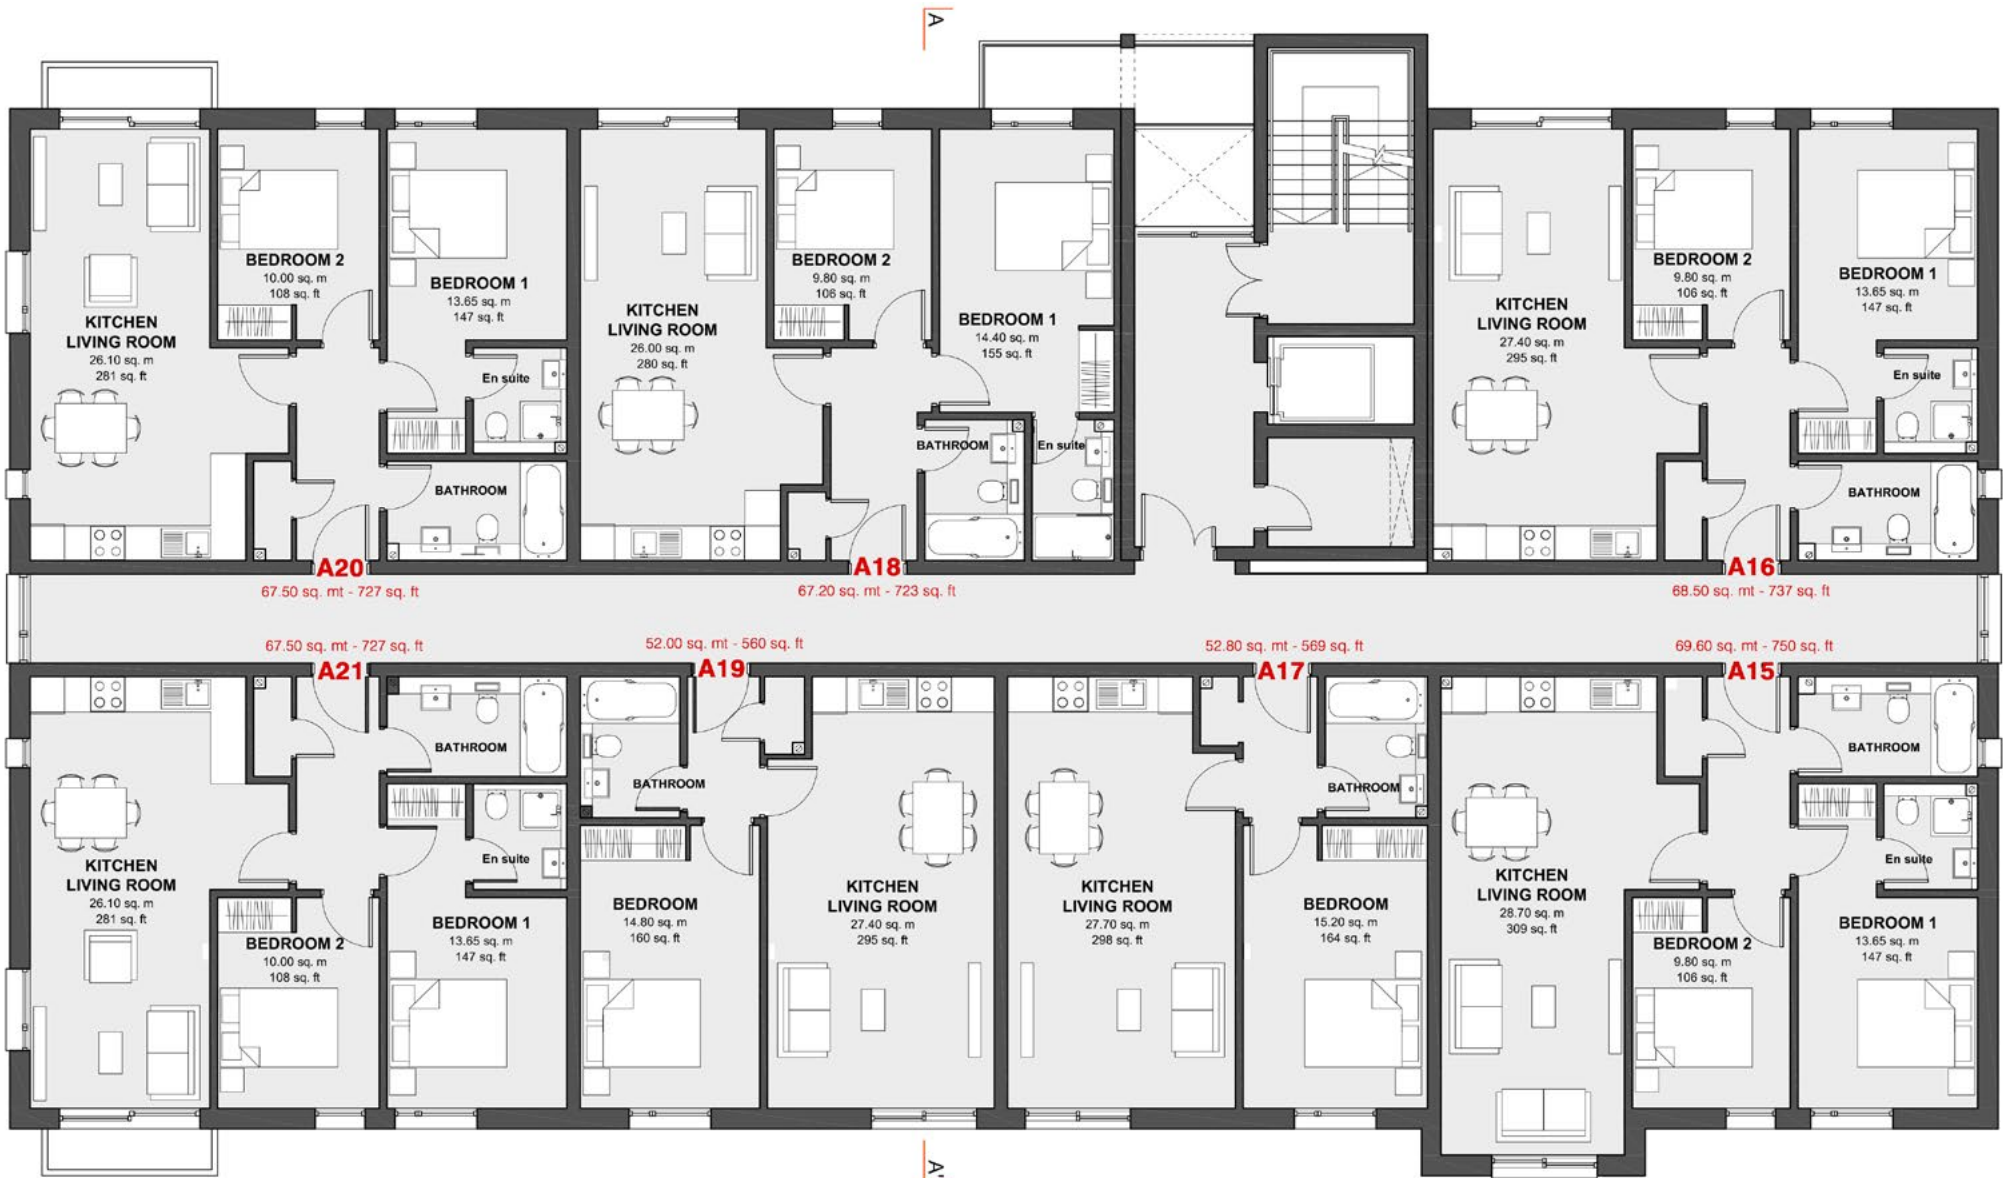 A
BEDROOM 2
10.00 sq. m
108 sq. ft
BEDROOM 1
13.65 sq. m
147 sq. ft
KITCHEN
LIVING ROOM
26.10 sq. m
281 sq. ft
En suite
BATHROOM
A20
67.50 sq. mt - 727 sq. ft
KITCHEN
LIVING ROOM
26.00 sq. m
280 sq. ft
BEDROOM 2
9.80 sq. m
106 sq. ft
BEDROOM 1
14.40 sq. m
155 sq. ft
BATHROOM
En suite
A18
67.20 sq. mt - 723 sq. ft
KITCHEN
LIVING ROOM
27.40 sq. m
295 sq. ft
BEDROOM 2
9.80 sq. m
106 sq. ft
BEDROOM 1
13.65 sq. m
147 sq. ft
En suite
BATHROOM
A16
68.50 sq. mt - 737 sq. ft
67.50 sq. mt - 727 sq. ft
A21
BATHROOM
En suite
KITCHEN
LIVING ROOM
26.10 sq. m
281 sq. ft
BEDROOM 2
10.00 sq. m
108 sq. ft
BEDROOM 1
13.65 sq. m
147 sq. ft
52.00 sq. mt - 560 sq. ft
A19
BATHROOM
BEDROOM
14.80 sq. m
160 sq. ft
KITCHEN
LIVING ROOM
27.40 sq. m
295 sq. ft
52.80 sq. mt - 569 sq. ft
A17
BATHROOM
KITCHEN
LIVING ROOM
27.70 sq. m
298 sq. ft
BEDROOM
15.20 sq. m
164 sq. ft
69.60 sq. mt - 750 sq. ft
A15
BATHROOM
En suite
KITCHEN
LIVING ROOM
28.70 sq. m
309 sq. ft
BEDROOM 2
9.80 sq. m
106 sq. ft
BEDROOM 1
13.65 sq. m
147 sq. ft
A'